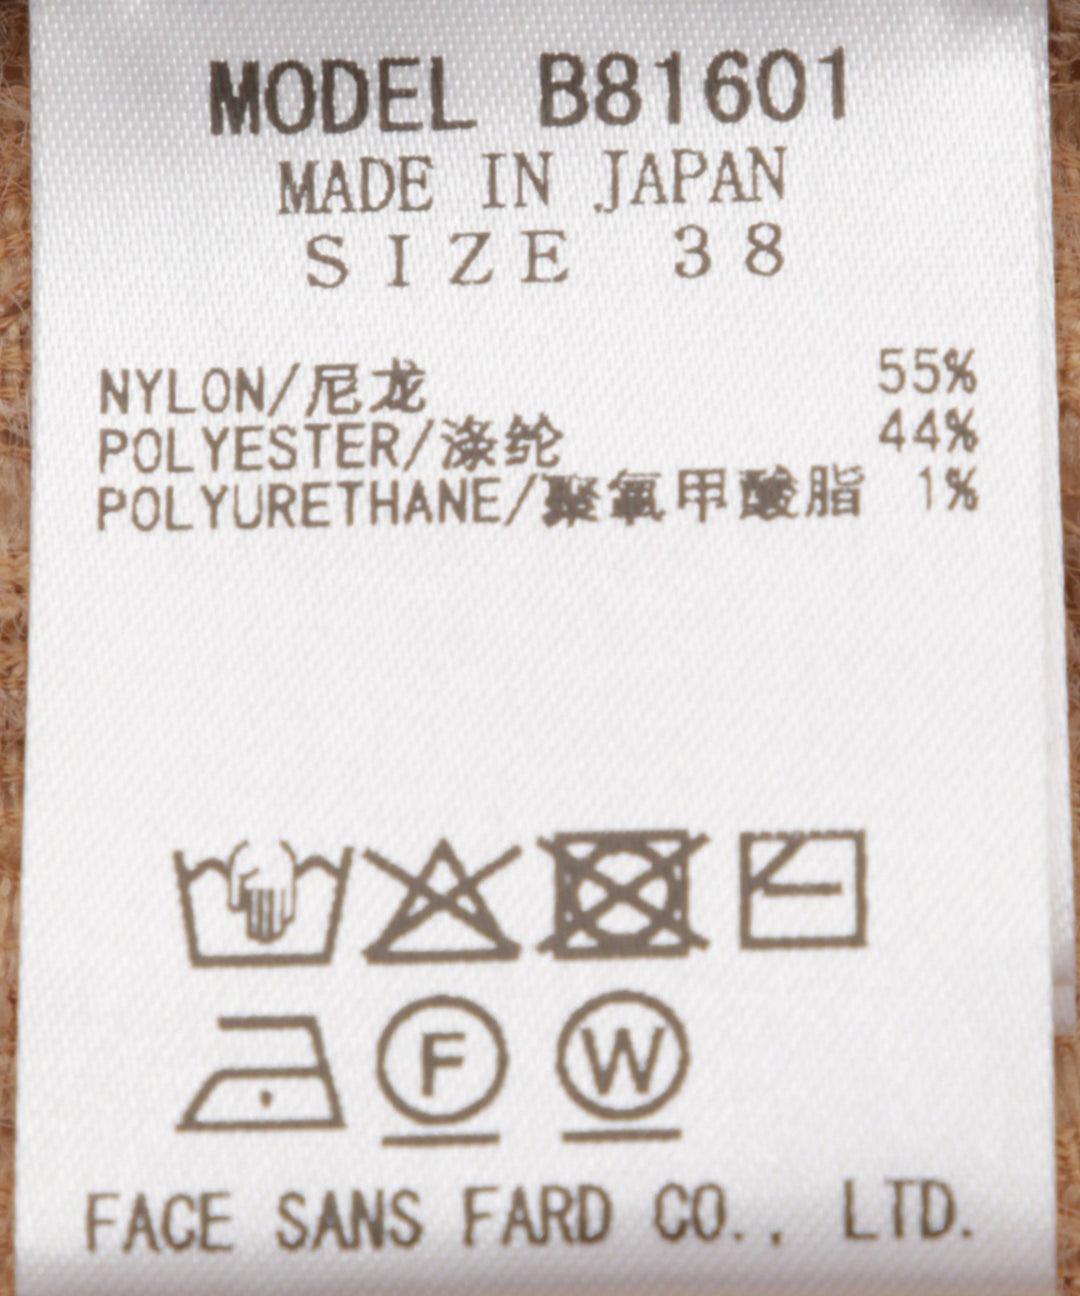 MODEL B81601
MADE IN JAPAN
SIZE 38
NYLON/尼龙 55%
POLYESTER/涤纶 44%
POLYURETHANE/聚氧甲酸脂 1%
F W
FACE SANS FARD CO., LTD.